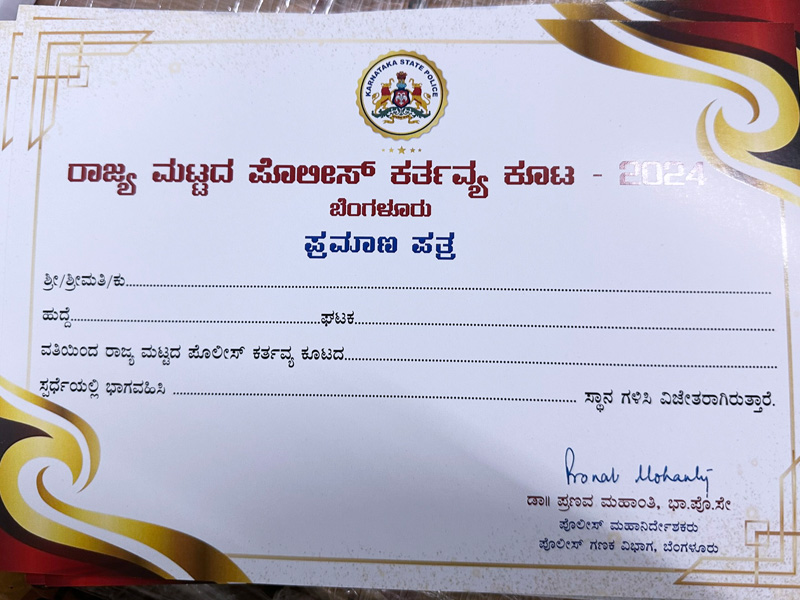 KARNATAKA STATE POLICE
ರಾಜ್ಯ ಮಟ್ಟದ ಪೊಲೀಸ್ ಕರ್ತವ್ಯ ಕೂಟ - 2024
ಬೆಂಗಳೂರು
ಪ್ರಮಾಣ ಪತ್ರ
ಶ್ರೀ/ಶ್ರೀಮತಿ/ಕು
ಹುದ್ದೆ ಘಟಕ
ವತಿಯಿಂದ ರಾಜ್ಯ ಮಟ್ಟದ ಪೊಲೀಸ್ ಕರ್ತವ್ಯ ಕೂಟದ
ಸ್ಪರ್ಧೆಯಲ್ಲಿ ಭಾಗವಹಿಸಿ ಸ್ಥಾನ ಗಳಿಸಿ ವಿಜೇತರಾಗಿರುತ್ತಾರೆ.
Pronab Mohanty
ಡಾ|| ಪ್ರಣವ ಮಹಾಂತಿ, ಭಾ.ಪೊ.ಸೇ
ಪೊಲೀಸ್ ಮಹಾನಿರ್ದೇಶಕರು
ಪೊಲೀಸ್ ಗಣಕ ವಿಭಾಗ, ಬೆಂಗಳೂರು